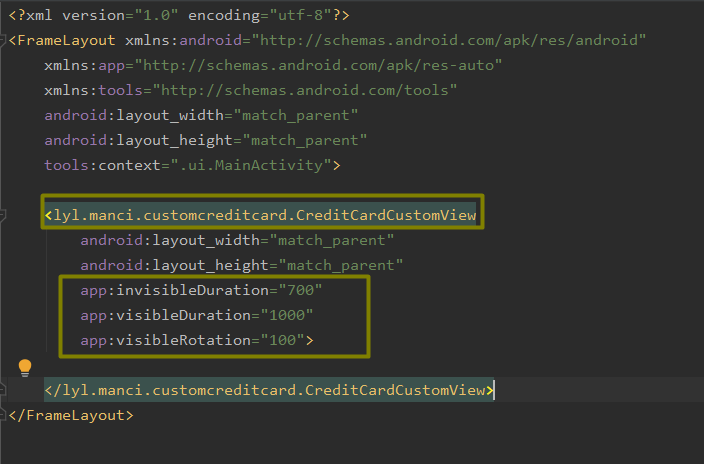 <?xml version="1.0" encoding="utf-8"?>
<FrameLayout xmlns:android="http://schemas.android.com/apk/res/android"
    xmlns:app="http://schemas.android.com/apk/res-auto"
    xmlns:tools="http://schemas.android.com/tools"
    android:layout_width="match_parent"
    android:layout_height="match_parent"
    tools:context=".ui.MainActivity">
    <lyl.manci.customcreditcard.CreditCardCustomView
        android:layout_width="match_parent"
        android:layout_height="match_parent"
        app:invisibleDuration="700"
        app:visibleDuration="1000"
        app:visibleRotation="100">
    </lyl.manci.customcreditcard.CreditCardCustomView>
</FrameLayout>